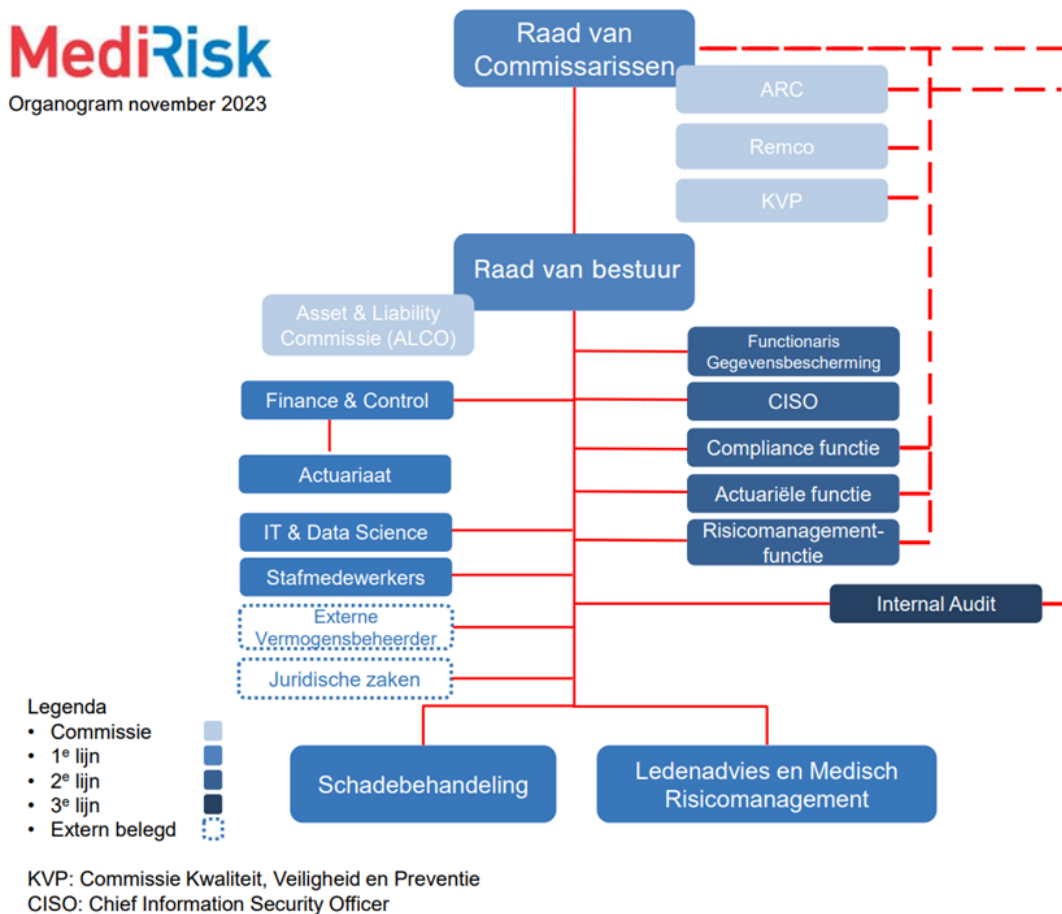 MediRisk
Organogram november 2023
Raad van
Commissarissen
ARC
Remco
KVP
Raad van bestuur
Asset & Liability
Commissie (ALCO)
Functionaris
Gegevensbescherming
Finance & Control
CISO
Compliance functie
Actuariaat
Actuariële functie
IT & Data Science
Risicomanagement-
functie
Stafmedewerkers
Internal Audit
Externe
Vermogensbeheerder
Juridische zaken
Schadebehandeling
Ledenadvies en Medisch
Risicomanagement
Legenda
• Commissie
• 1e lijn
• 2e lijn
• 3e lijn
• Extern belegd
KVP: Commissie Kwaliteit, Veiligheid en Preventie
CISO: Chief Information Security Officer